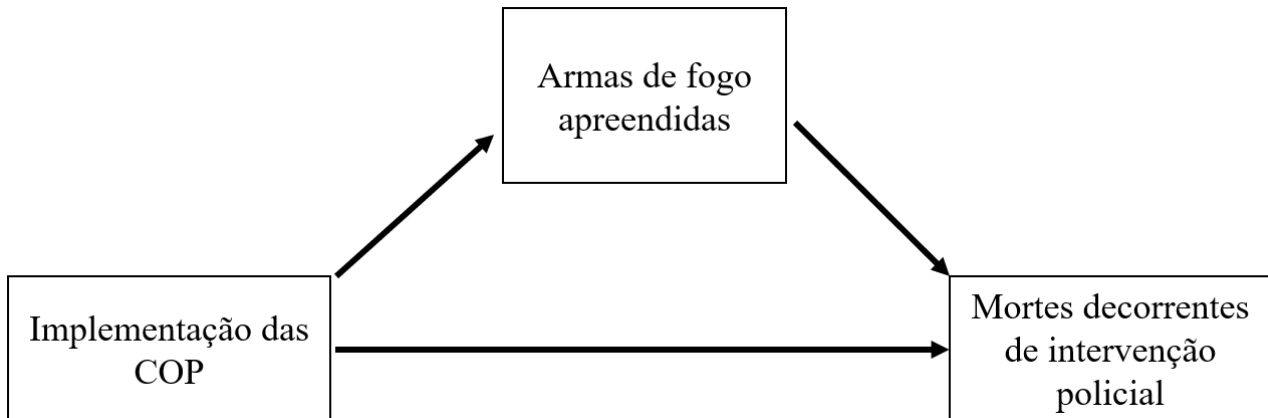 Armas de fogo
apreendidas
Implementação das
COP
Mortes decorrentes
de intervenção
policial